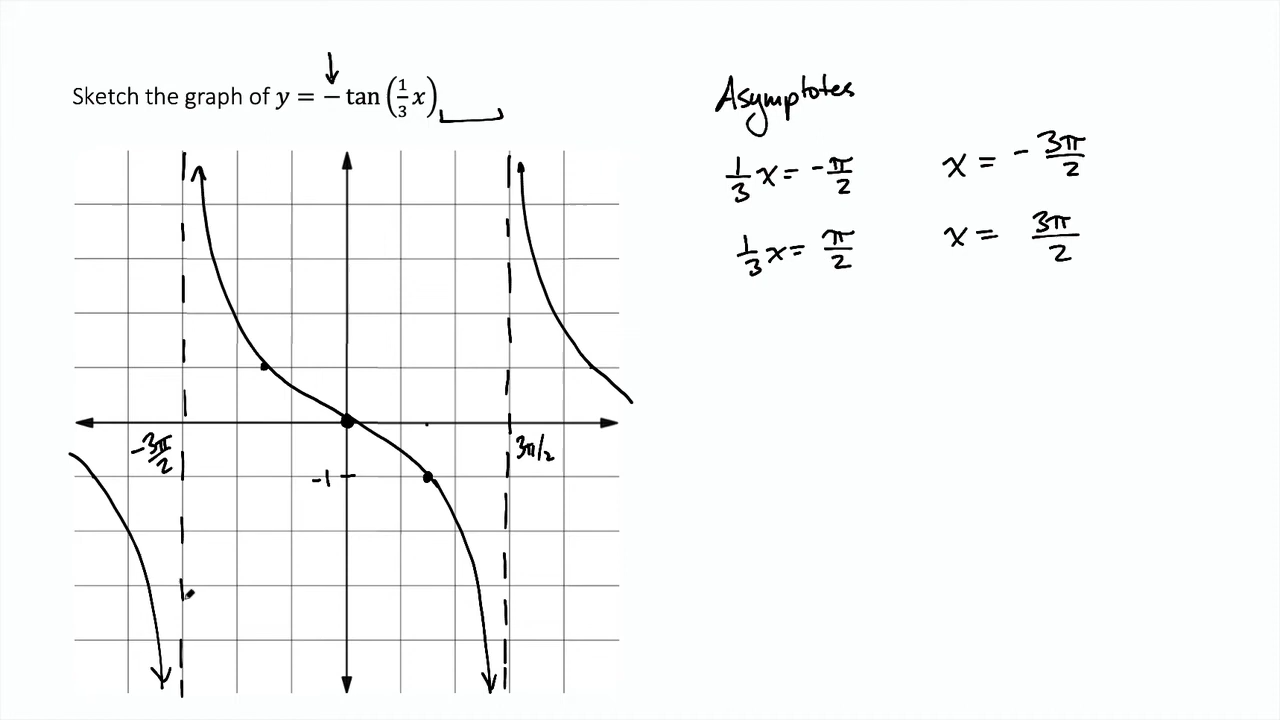 Sketch the graph of y = − tan (1/3 x)
Asymptotes
1/3 x = -π/2    x = -3π/2
1/3 x = π/2    x = 3π/2
-3π/2
3π/2
-1